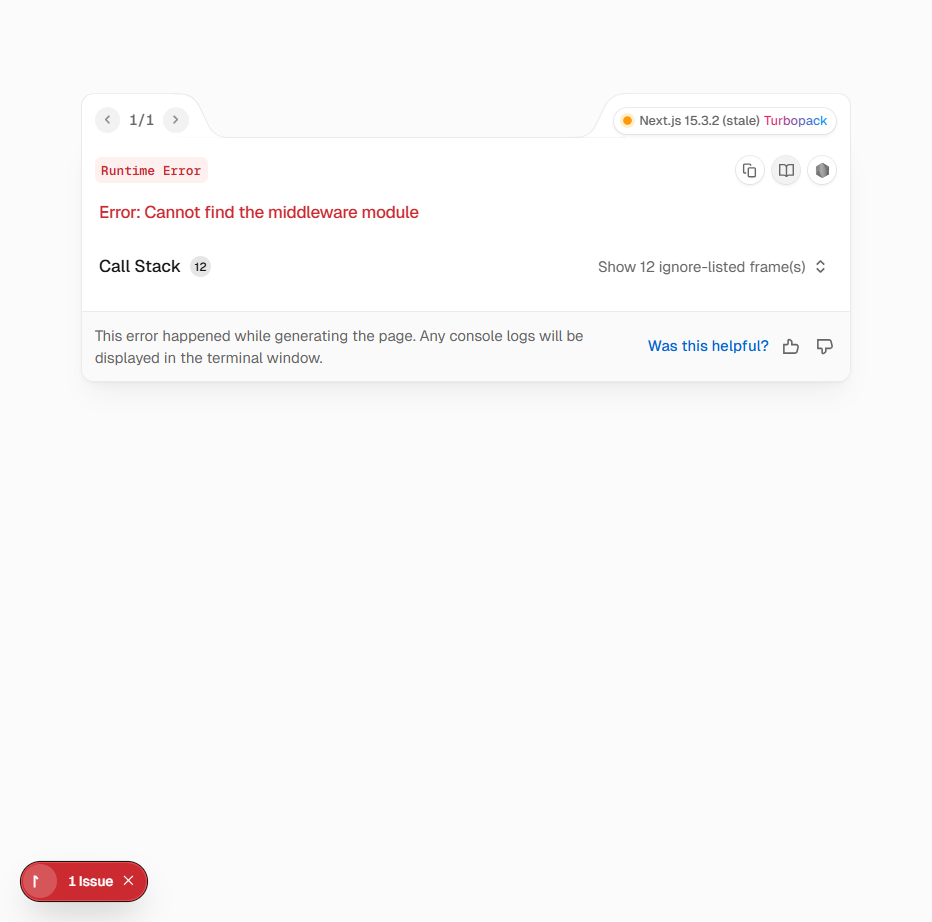 1/1
Next.js 15.3.2 (stale) Turbopack
Runtime Error
Error: Cannot find the middleware module
Call Stack 12
Show 12 ignore-listed frame(s)
This error happened while generating the page. Any console logs will be
displayed in the terminal window.
Was this helpful?
1 Issue